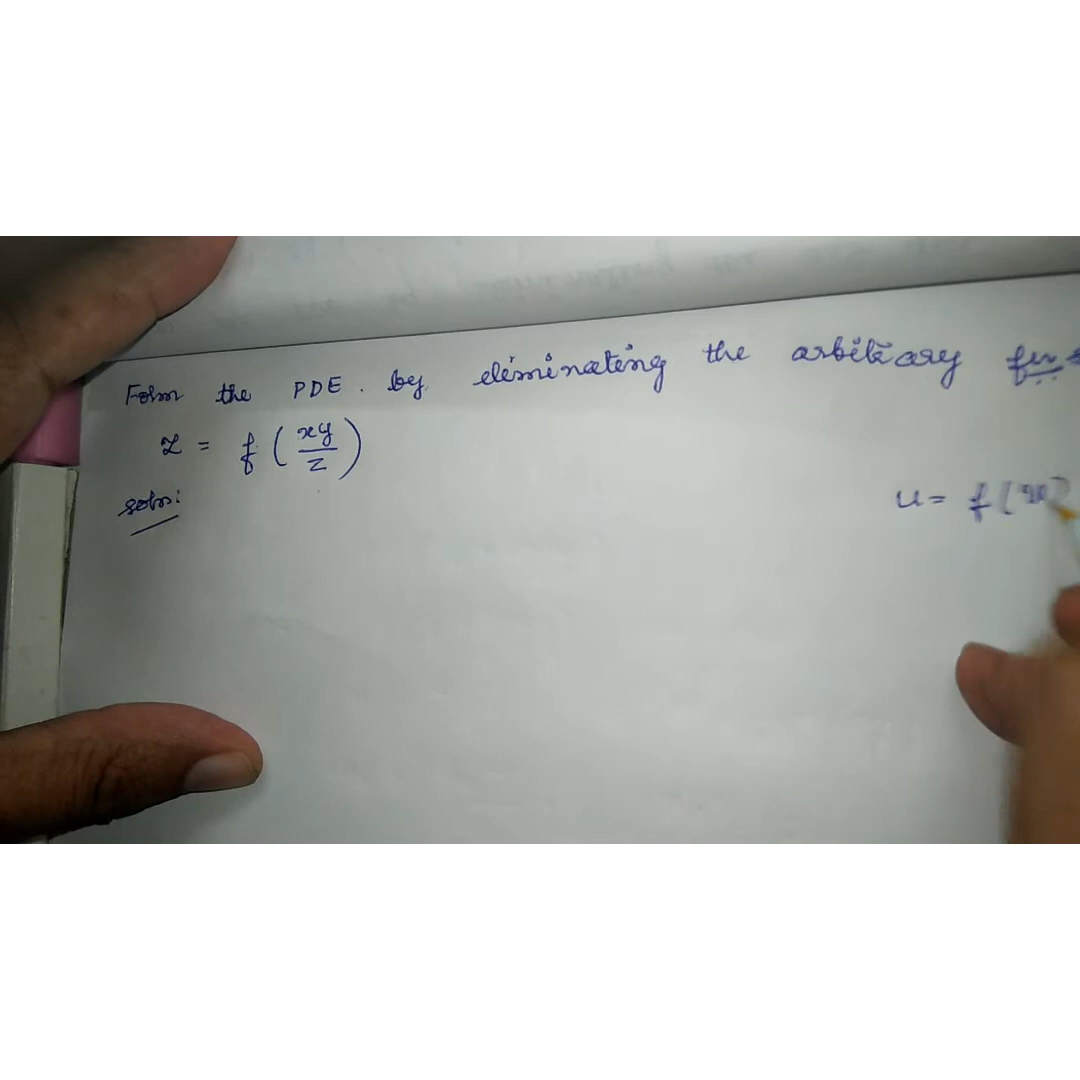 Form the PDE. by eliminating the arbitrary
z = f(xy/z)
soln:
u = f(